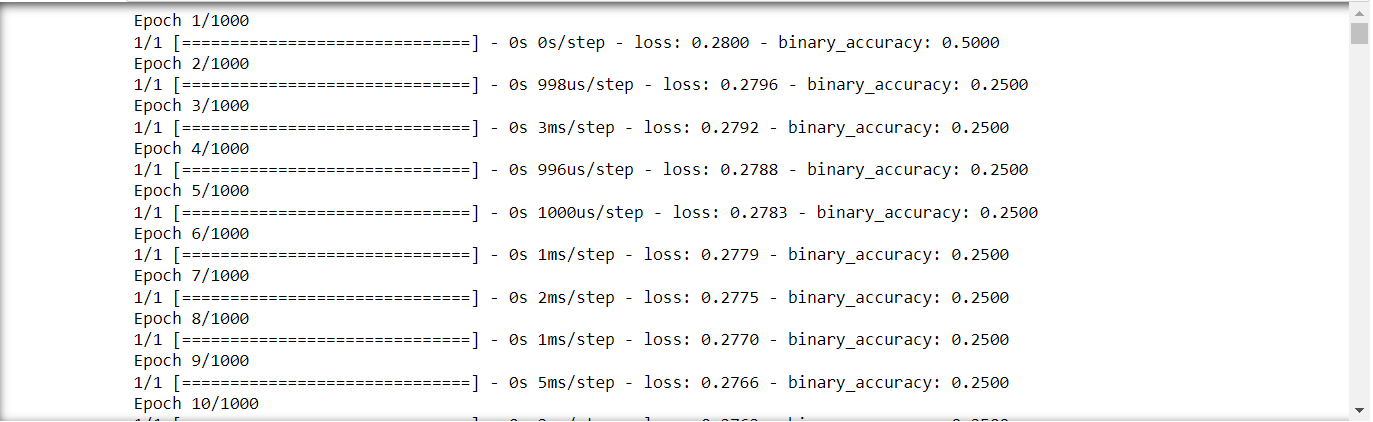 Epoch 1/1000
1/1 [==============================] - 0s 0s/step - loss: 0.2800 - binary_accuracy: 0.5000
Epoch 2/1000
1/1 [==============================] - 0s 998us/step - loss: 0.2796 - binary_accuracy: 0.2500
Epoch 3/1000
1/1 [==============================] - 0s 3ms/step - loss: 0.2792 - binary_accuracy: 0.2500
Epoch 4/1000
1/1 [==============================] - 0s 996us/step - loss: 0.2788 - binary_accuracy: 0.2500
Epoch 5/1000
1/1 [==============================] - 0s 1000us/step - loss: 0.2783 - binary_accuracy: 0.2500
Epoch 6/1000
1/1 [==============================] - 0s 1ms/step - loss: 0.2779 - binary_accuracy: 0.2500
Epoch 7/1000
1/1 [==============================] - 0s 2ms/step - loss: 0.2775 - binary_accuracy: 0.2500
Epoch 8/1000
1/1 [==============================] - 0s 1ms/step - loss: 0.2770 - binary_accuracy: 0.2500
Epoch 9/1000
1/1 [==============================] - 0s 5ms/step - loss: 0.2766 - binary_accuracy: 0.2500
Epoch 10/1000